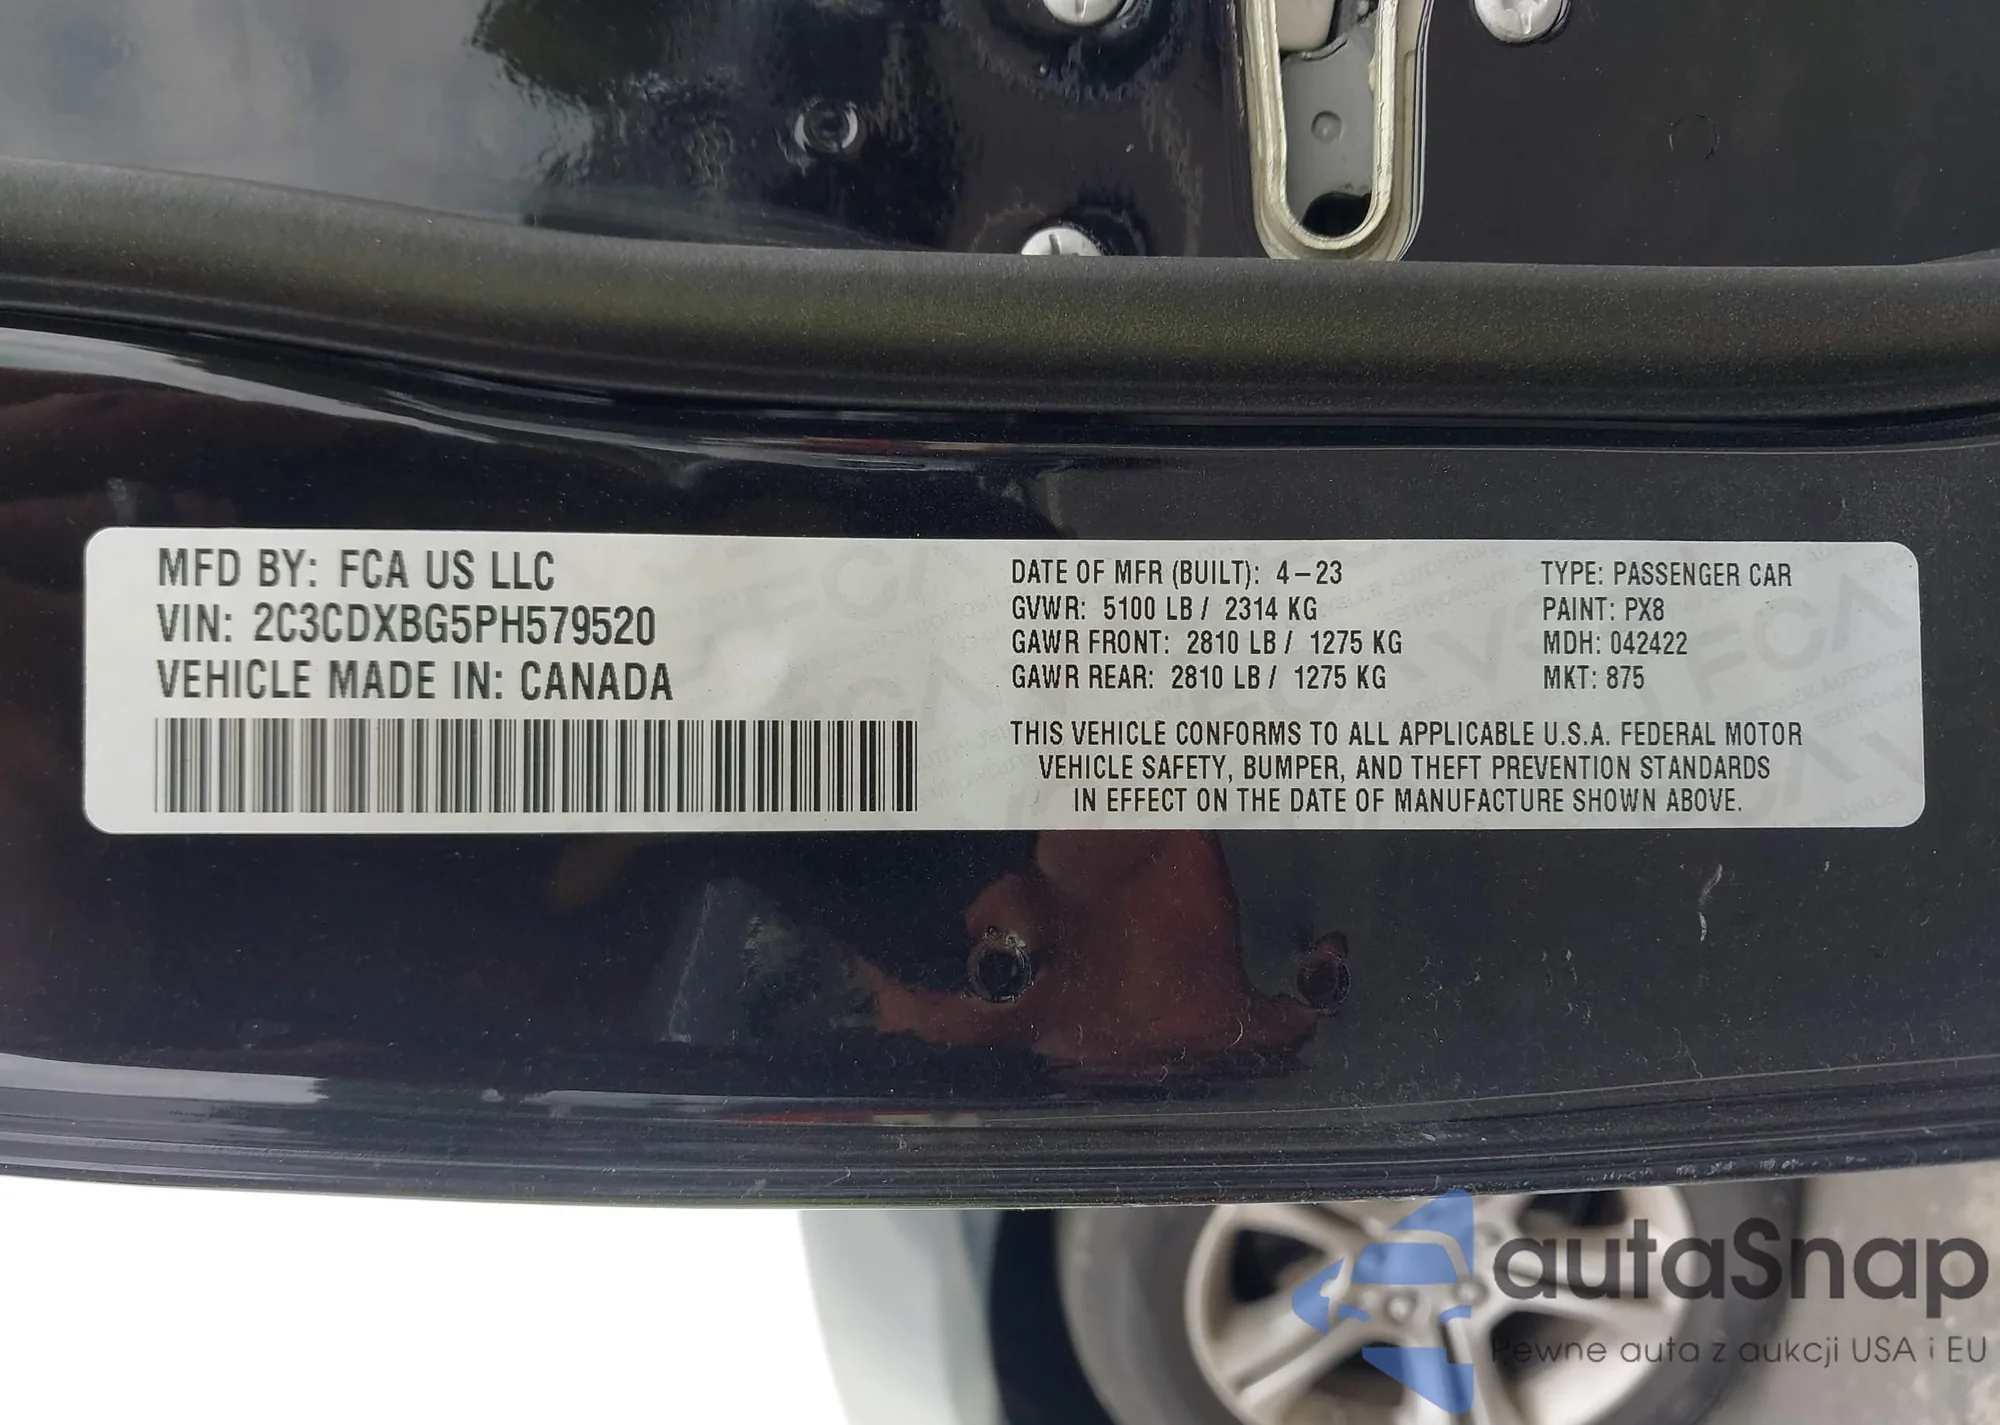 MFD BY: FCA US LLC
VIN: 2C3CDXBG5PH579520
VEHICLE MADE IN: CANADA
DATE OF MFR (BUILT): 4-23
GVWR: 5100 LB / 2314 KG
GAWR FRONT: 2810 LB / 1275 KG
GAWR REAR: 2810 LB / 1275 KG
TYPE: PASSENGER CAR
PAINT: PX8
MDH: 042422
MKT: 875
THIS VEHICLE CONFORMS TO ALL APPLICABLE U.S.A. FEDERAL MOTOR
VEHICLE SAFETY, BUMPER, AND THEFT PREVENTION STANDARDS
IN EFFECT ON THE DATE OF MANUFACTURE SHOWN ABOVE.
autaSnap
Pewne auta z aukcji USA i EU